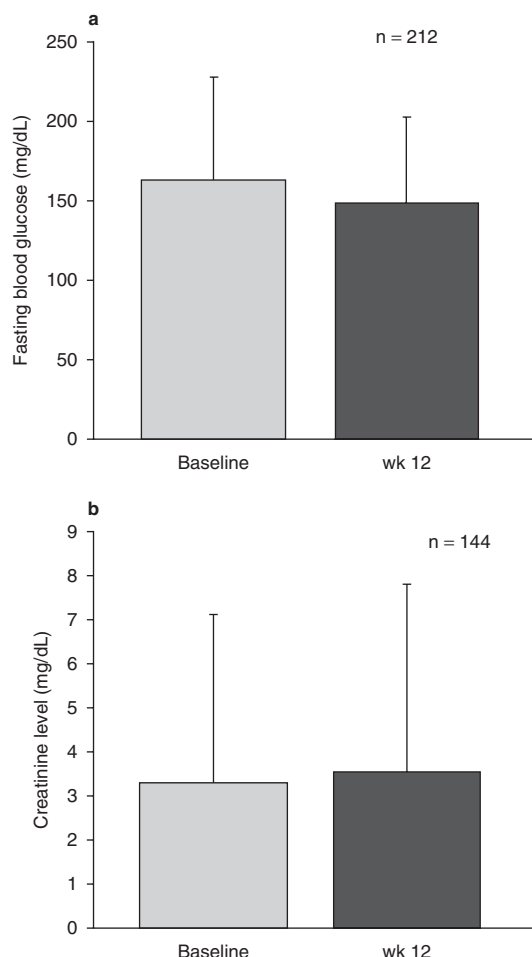 a
n = 212
Fasting blood glucose (mg/dL)
250
200
150
100
50
0
Baseline wk 12
b
n = 144
Creatinine level (mg/dL)
9
8
7
6
5
4
3
2
1
0
Baseline wk 12